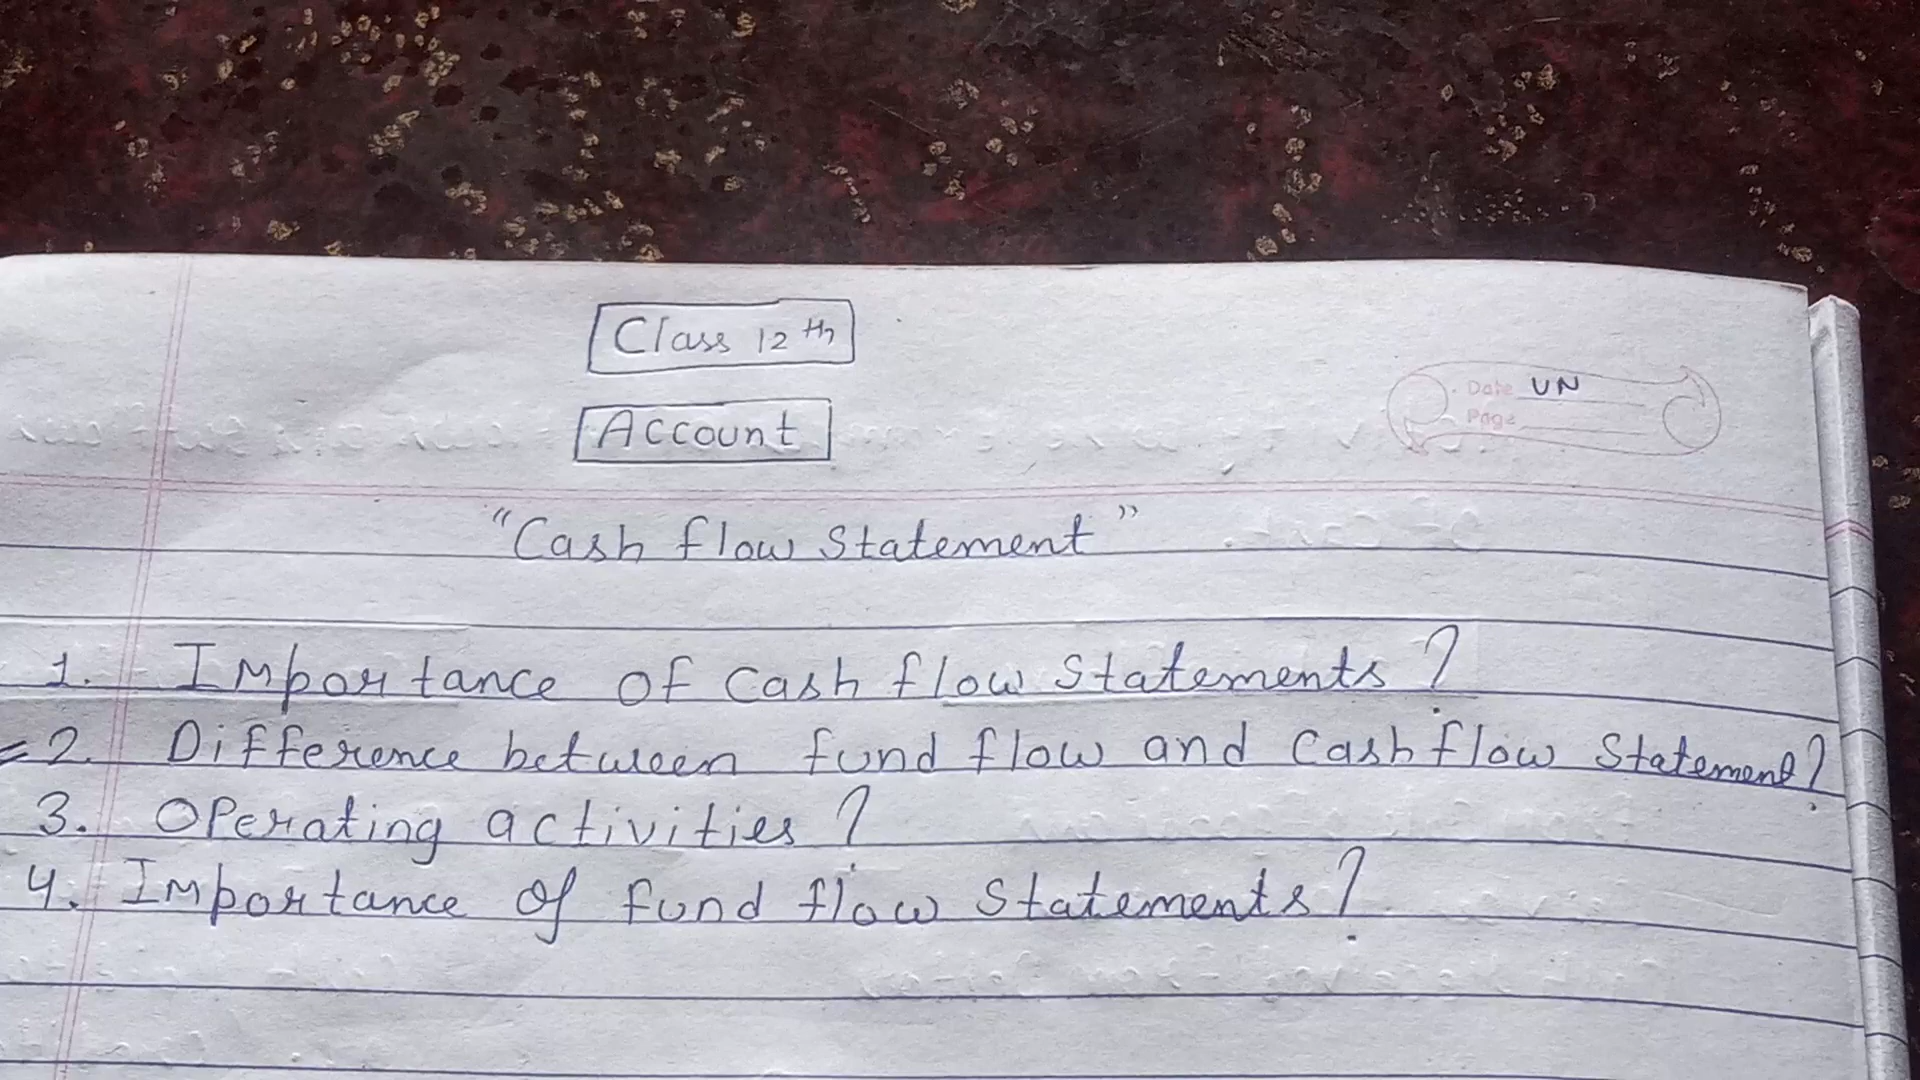 Class 12th
Account
Date UN
Page
"Cash flow Statement"
1. Importance of Cash flow Statements?
2. Difference between fund flow and Cash flow Statement?
3. Operating activities?
4. Importance of fund flow Statements?